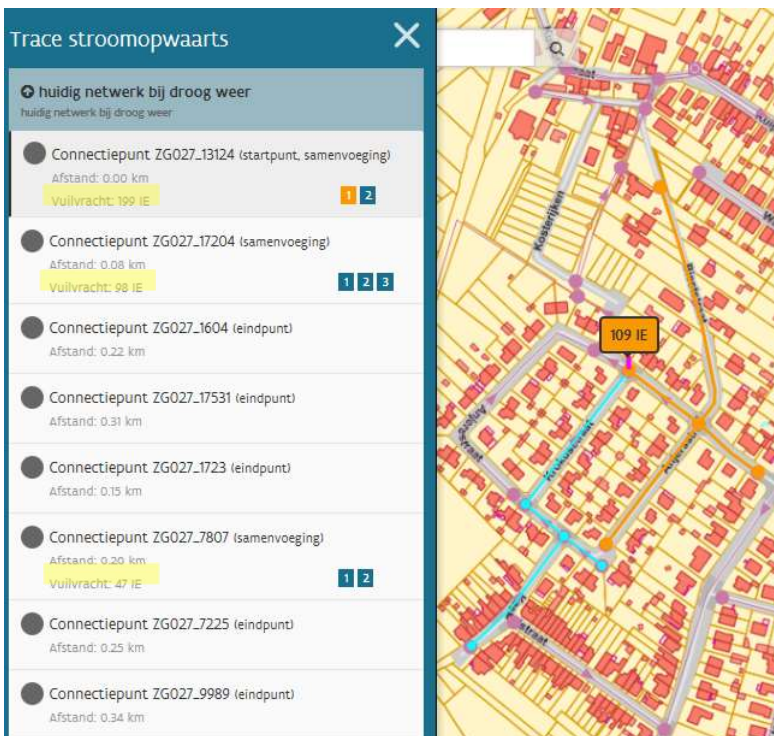 Trace stroomopwaarts
huidig netwerk bij droog weer
huidig netwerk bij droog weer
Connectiepunt ZG027_13124 (startpunt, samenvoeging)
Afstand: 0.00 km
Vuilvracht: 199 IE
1 2
Connectiepunt ZG027_17204 (samenvoeging)
Afstand: 0.08 km
Vuilvracht: 98 IE
1 2 3
Connectiepunt ZG027_1604 (eindpunt)
Afstand: 0.22 km
Connectiepunt ZG027_17531 (eindpunt)
Afstand: 0.31 km
Connectiepunt ZG027_1723 (eindpunt)
Afstand: 0.15 km
Connectiepunt ZG027_7807 (samenvoeging)
Afstand: 0.20 km
Vuilvracht: 47 IE
1 2
Connectiepunt ZG027_7225 (eindpunt)
Afstand: 0.25 km
Connectiepunt ZG027_9989 (eindpunt)
Afstand: 0.34 km
Kosterijken
109 IE